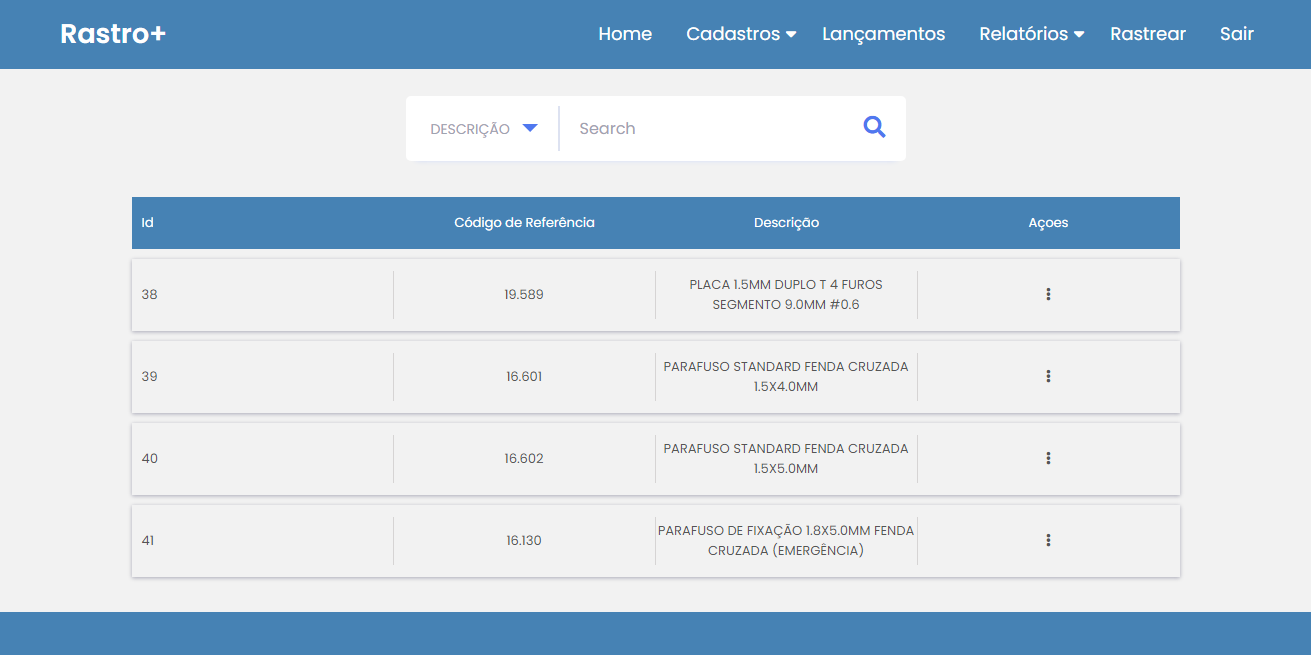 Rastro+
Home Cadastros Lançamentos Relatórios Rastrear Sair
DESCRIÇÃO Search
Id Código de Referência Descrição Açoes
38 19.589 PLACA 1.5MM DUPLO T 4 FUROS
SEGMENTO 9.0MM #0.6
39 16.601 PARAFUSO STANDARD FENDA CRUZADA
1.5X4.0MM
40 16.602 PARAFUSO STANDARD FENDA CRUZADA
1.5X5.0MM
41 16.130 PARAFUSO DE FIXAÇÃO 1.8X5.0MM FENDA
CRUZADA (EMERGÊNCIA)